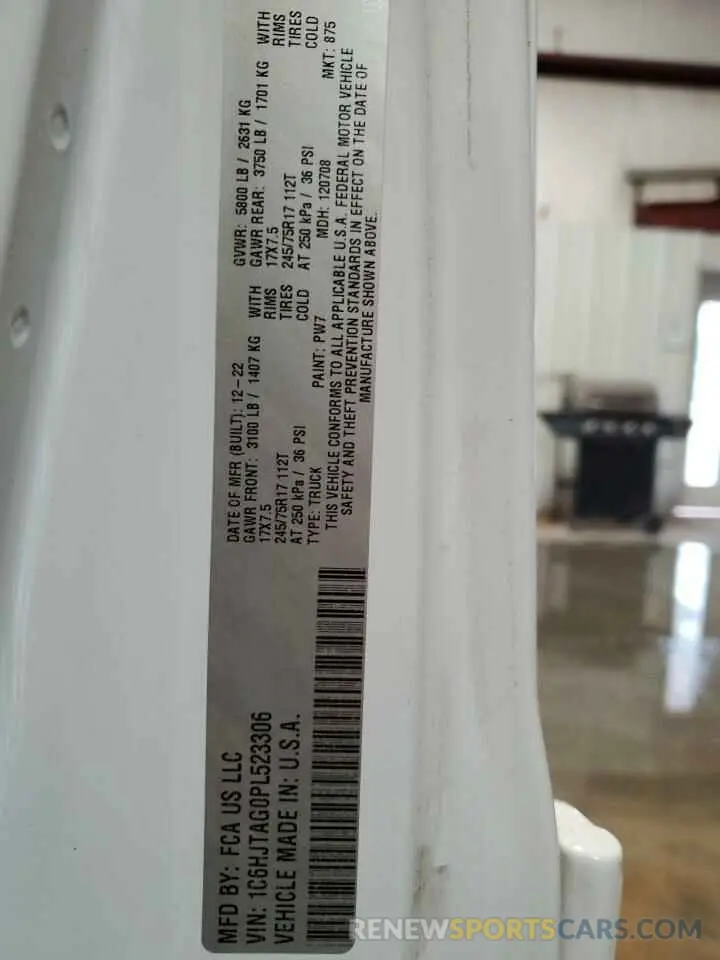 MFD BY: FCA US LLC
VIN: 1C6HJTAG0PL523306
VEHICLE MADE IN: U.S.A.
DATE OF MFR (BUILT): 12-22 GVWR: 5800 LB / 2631 KG
GAWR FRONT: 3100 LB / 1407 KG WITH GAWR REAR: 3750 LB / 1701 KG WITH
17X7.5 RIMS 17X7.5 RIMS
245/75R17 112T TIRES 245/75R17 112T TIRES
AT 250 kPa / 36 PSI COLD AT 250 kPa / 36 PSI COLD
TYPE: TRUCK PAINT: PW7 MDH: 120708 MKT: 875
THIS VEHICLE CONFORMS TO ALL APPLICABLE U.S.A. FEDERAL MOTOR VEHICLE
SAFETY AND THEFT PREVENTION STANDARDS IN EFFECT ON THE DATE OF
MANUFACTURE SHOWN ABOVE.
RENEWSPORTSCARS.COM